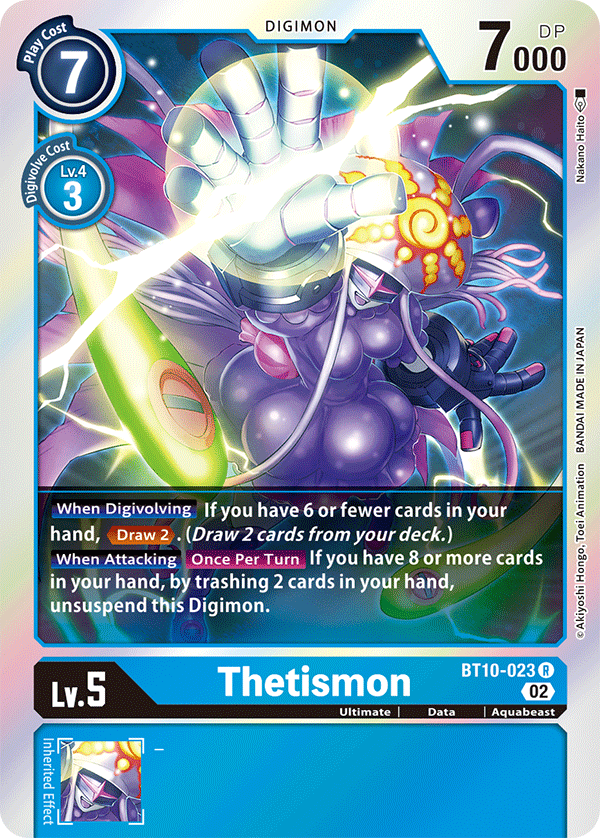 Play Cost
7
DIGIMON
7000
DP
Digivolve Cost
Lv.4
3
Nakano Haito
©Akiyoshi Hongo, Toei Animation BANDAI MADE IN JAPAN
When Digivolving If you have 6 or fewer cards in your
hand, Draw 2 . (Draw 2 cards from your deck.)
When Attacking Once Per Turn If you have 8 or more cards
in your hand, by trashing 2 cards in your hand,
unsuspend this Digimon.
Lv.5
Thetismon
BT10-023 R
02
Ultimate | Data | Aquabeast
Inherited Effect
–